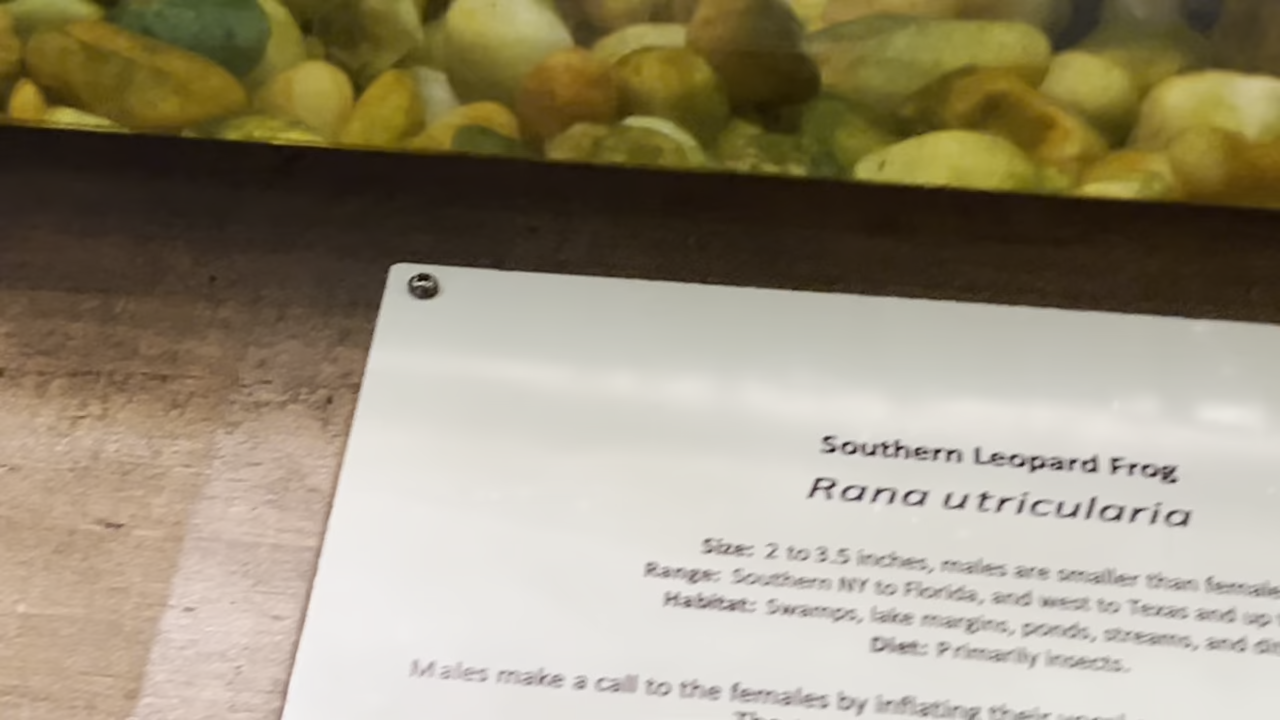 Southern Leopard Frog
Rana utricularia
Size: 2 to 3.5 inches, males are smaller than
Range: Southern NY to Florida, and west to Texas and up
Habitat: Swamps, lake margins, ponds, streams, and
Diet: Primarily insects.
Males make a call to the females by inflating their